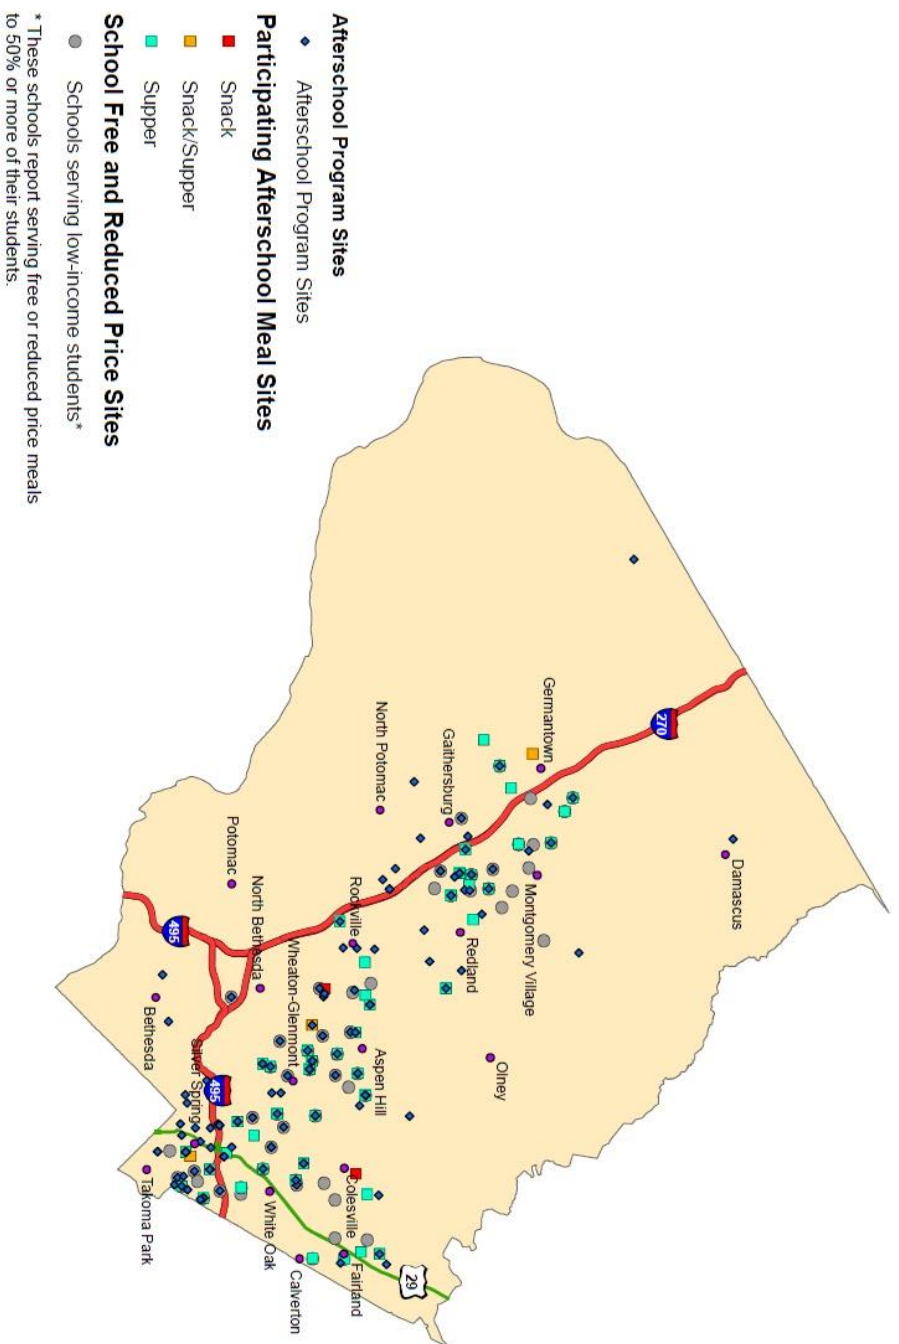 Afterschool Program Sites
Afterschool Program Sites
Participating Afterschool Meal Sites
Snack
Snack/Supper
Supper
School Free and Reduced Price Sites
Schools serving low-income students*
*These schools report serving free or reduced price meals
to 50% or more of their students.
Damascus
270
Germantown
Montgomery Village
Gaithersburg
Redland
Olney
North Potomac
Rockville
Aspen Hill
Colesville
Fairland
29
Wheaton-Glenmont
Calverton
North Bethesda
White Oak
Potomac
495
495
Silver Spring
Bethesda
Takoma Park